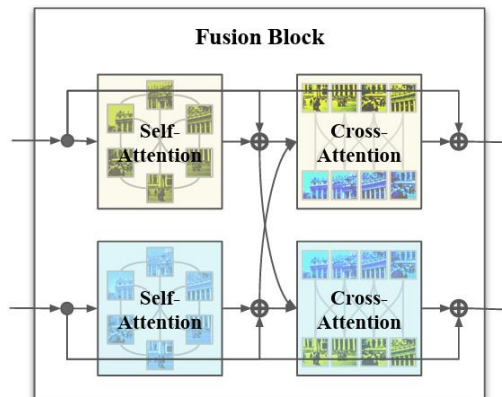 Fusion Block
Self-
Attention
Cross-
Attention
Self-
Attention
Cross-
Attention